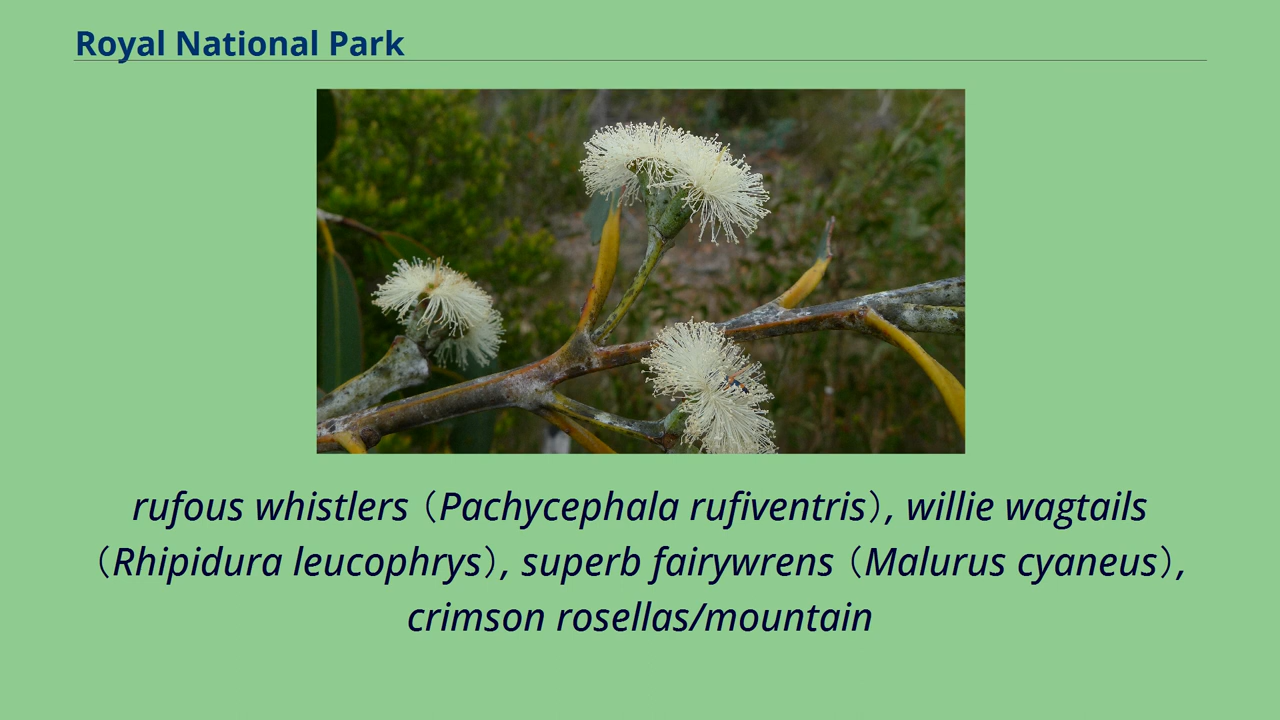 Royal National Park
rufous whistlers（Pachycephala rufiventris）, willie wagtails
（Rhipidura leucophrys）, superb fairywrens（Malurus cyaneus）,
crimson rosellas/mountain